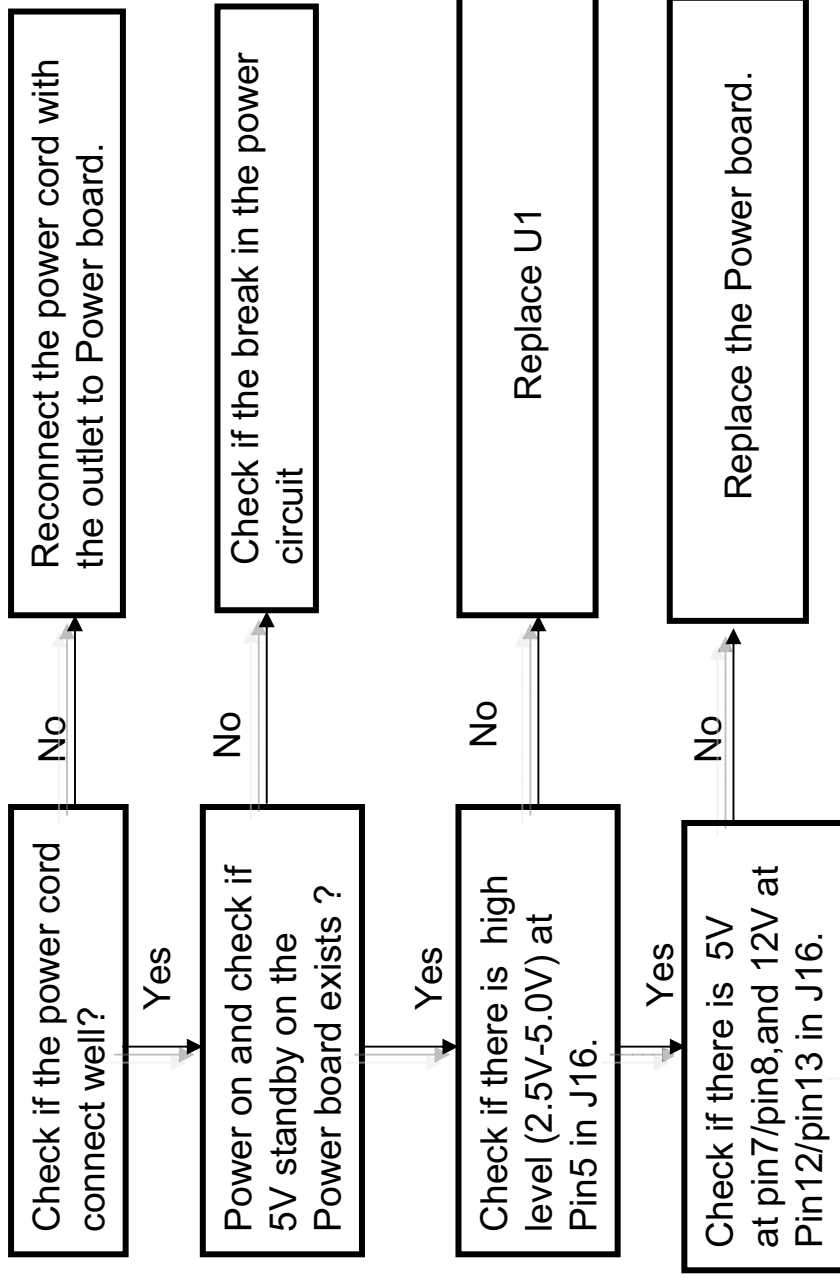 Check if the power cord
connect well?
No
Reconnect the power cord with
the outlet to Power board.
Yes
Power on and check if
5V standby on the
Power board exists ?
No
Check if the break in the power
circuit
Yes
Check if there is high
level (2.5V-5.0V) at
Pin5 in J16.
No
Replace U1
Yes
Check if there is 5V
at pin7/pin8,and 12V at
Pin12/pin13 in J16.
No
Replace the Power board.